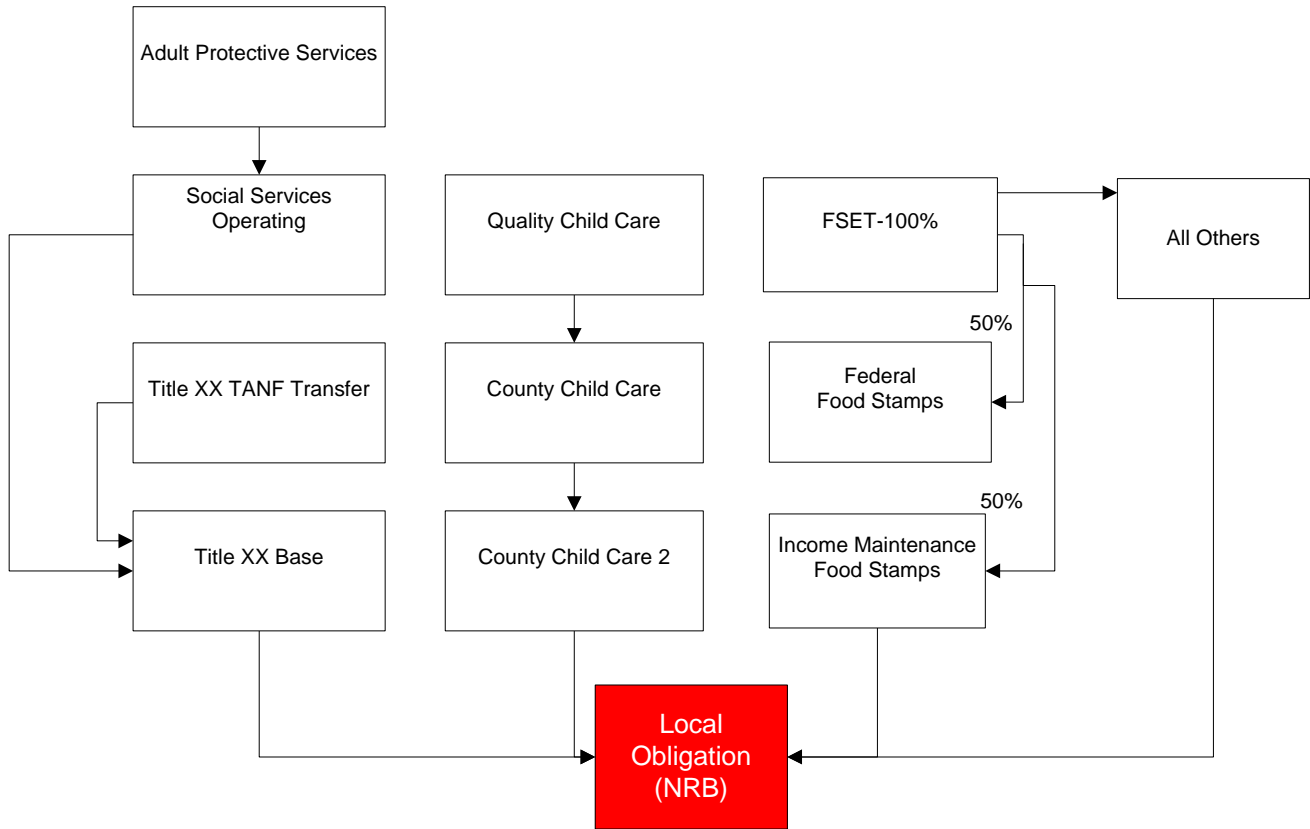 Adult Protective Services
Social Services
Operating
Quality Child Care
FSET-100%
All Others
50%
Title XX TANF Transfer
County Child Care
Federal
Food Stamps
50%
Title XX Base
County Child Care 2
Income Maintenance
Food Stamps
Local
Obligation
(NRB)